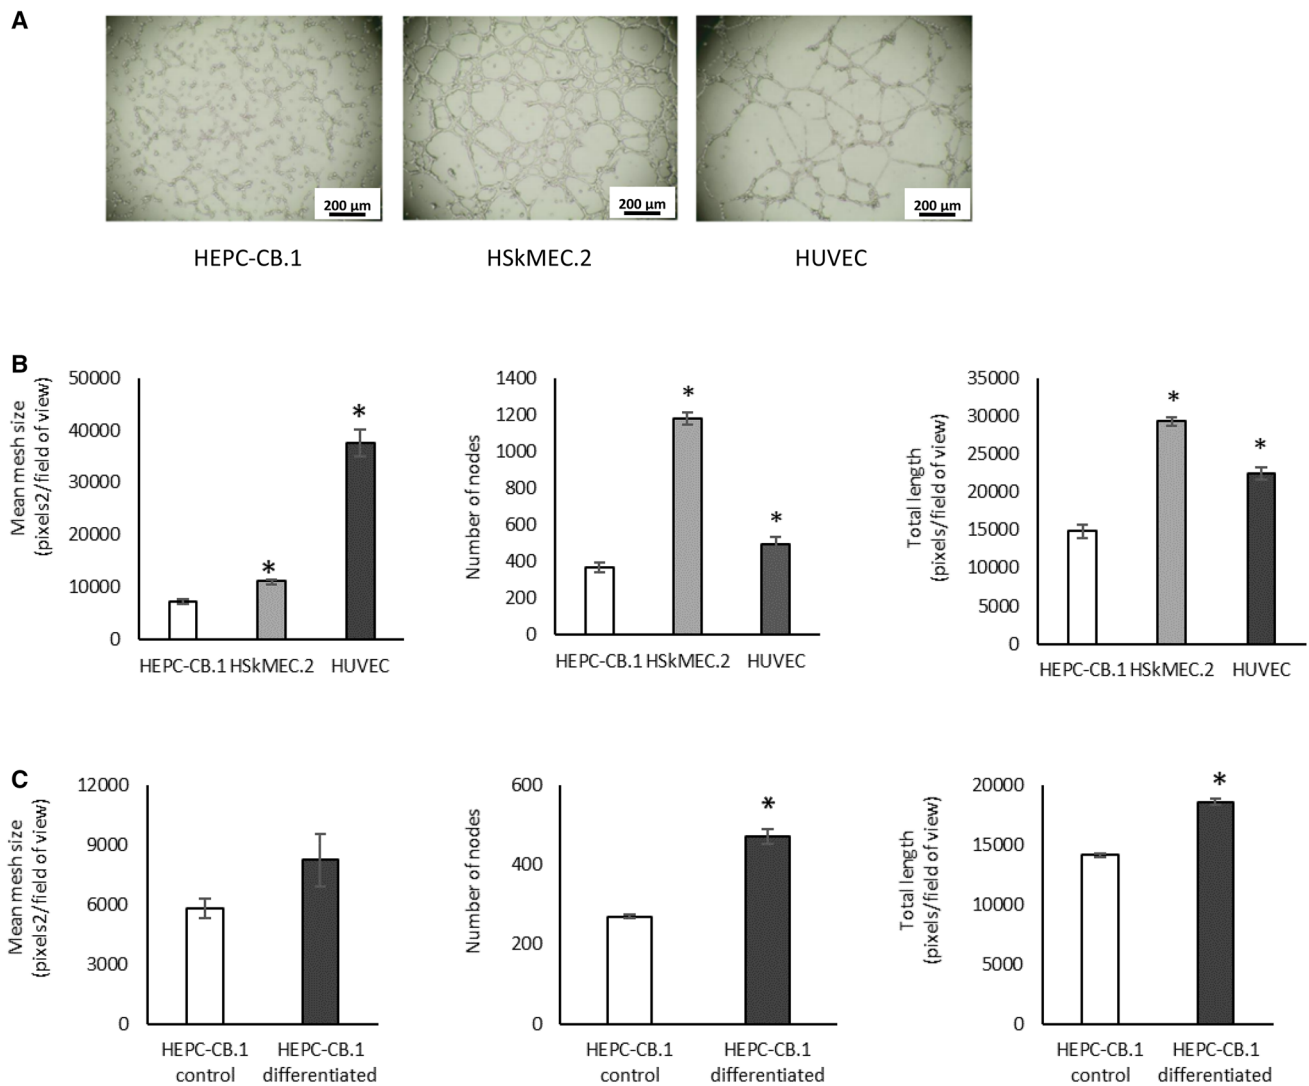 A
200 µm
200 µm
200 µm
HEPC-CB.1
HSkMEC.2
HUVEC
B
Mean mesh size
(pixels2/field of view)
50000
40000
30000
20000
10000
0
*
*
HEPC-CB.1 HSkMEC.2 HUVEC
Number of nodes
1400
1200
1000
800
600
400
200
0
*
*
HEPC-CB.1 HSkMEC.2 HUVEC
Total length
(pixels/field of view)
35000
30000
25000
20000
15000
10000
5000
0
*
*
HEPC-CB.1 HSkMEC.2 HUVEC
C
Mean mesh size
(pixels2/field of view)
12000
9000
6000
3000
0
HEPC-CB.1
control
HEPC-CB.1
differentiated
Number of nodes
600
400
200
0
*
HEPC-CB.1
control
HEPC-CB.1
differentiated
Total length
(pixels/field of view)
20000
15000
10000
5000
0
*
HEPC-CB.1
control
HEPC-CB.1
differentiated